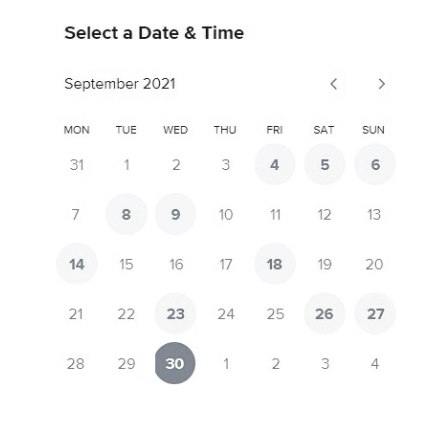 Select a Date & Time
September 2021
MON TUE WED THU FRI SAT SUN
31 1 2 3 4 5 6
7 8 9 10 11 12 13
14 15 16 17 18 19 20
21 22 23 24 25 26 27
28 29 30 1 2 3 4